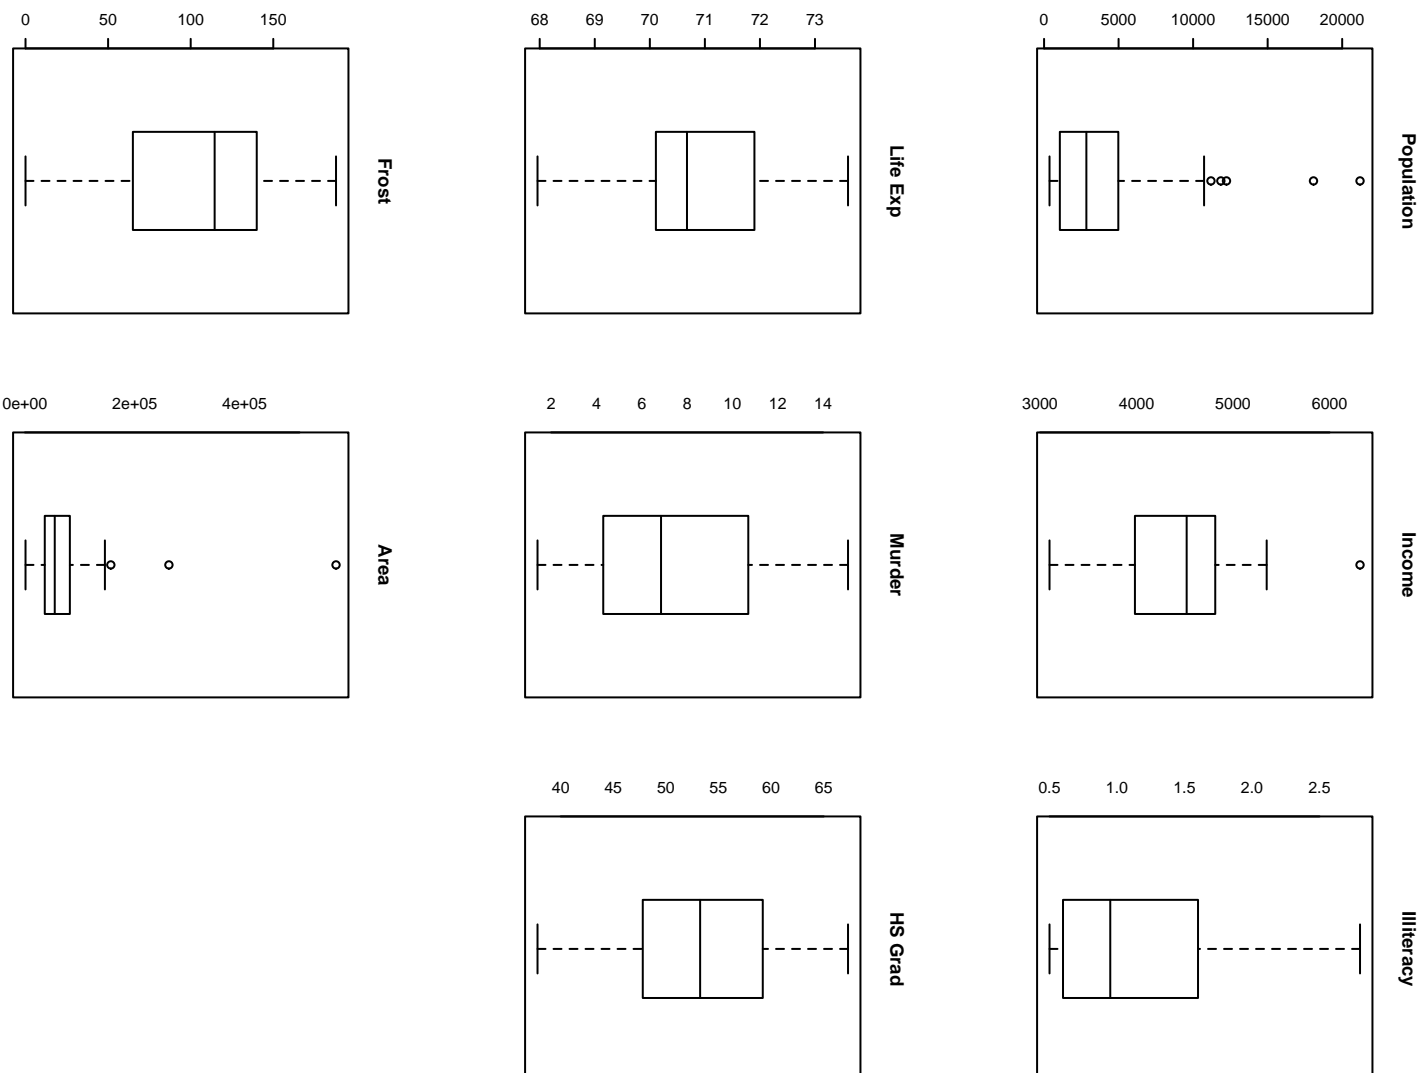 0 50 100 150
Frost
68 69 70 71 72 73
Life Exp
0 5000 10000 15000 20000
Population
0e+00 2e+05 4e+05
Area
2 4 6 8 10 12 14
Murder
3000 4000 5000 6000
Income
40 45 50 55 60 65
HS Grad
0.5 1.0 1.5 2.0 2.5
Illiteracy